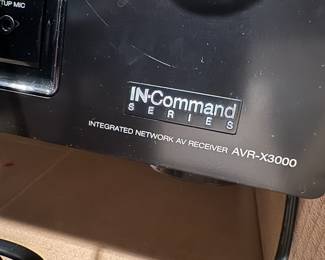 SETUP MIC
IN-Command
SERIES
INTEGRATED NETWORK AV RECEIVER AVR-X3000